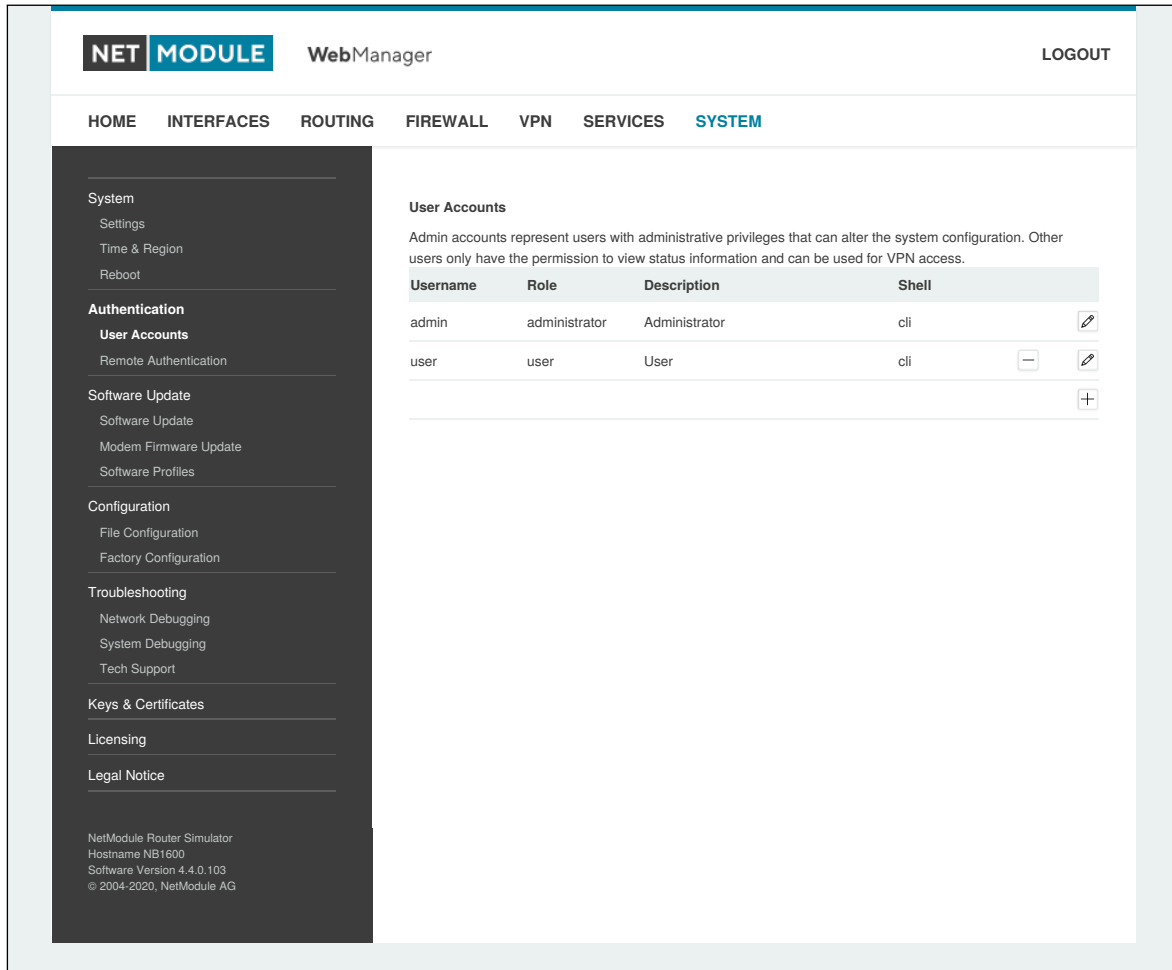 NET MODULE WebManager LOGOUT
HOME INTERFACES ROUTING FIREWALL VPN SERVICES SYSTEM
System
Settings
Time & Region
Reboot
Authentication
User Accounts
Remote Authentication
Software Update
Software Update
Modem Firmware Update
Software Profiles
Configuration
File Configuration
Factory Configuration
Troubleshooting
Network Debugging
System Debugging
Tech Support
Keys & Certificates
Licensing
Legal Notice
NetModule Router Simulator
Hostname NB1600
Software Version 4.4.0.103
© 2004-2020, NetModule AG
User Accounts
Admin accounts represent users with administrative privileges that can alter the system configuration. Other
users only have the permission to view status information and can be used for VPN access.
Username Role Description Shell
admin administrator Administrator cli
user user User cli